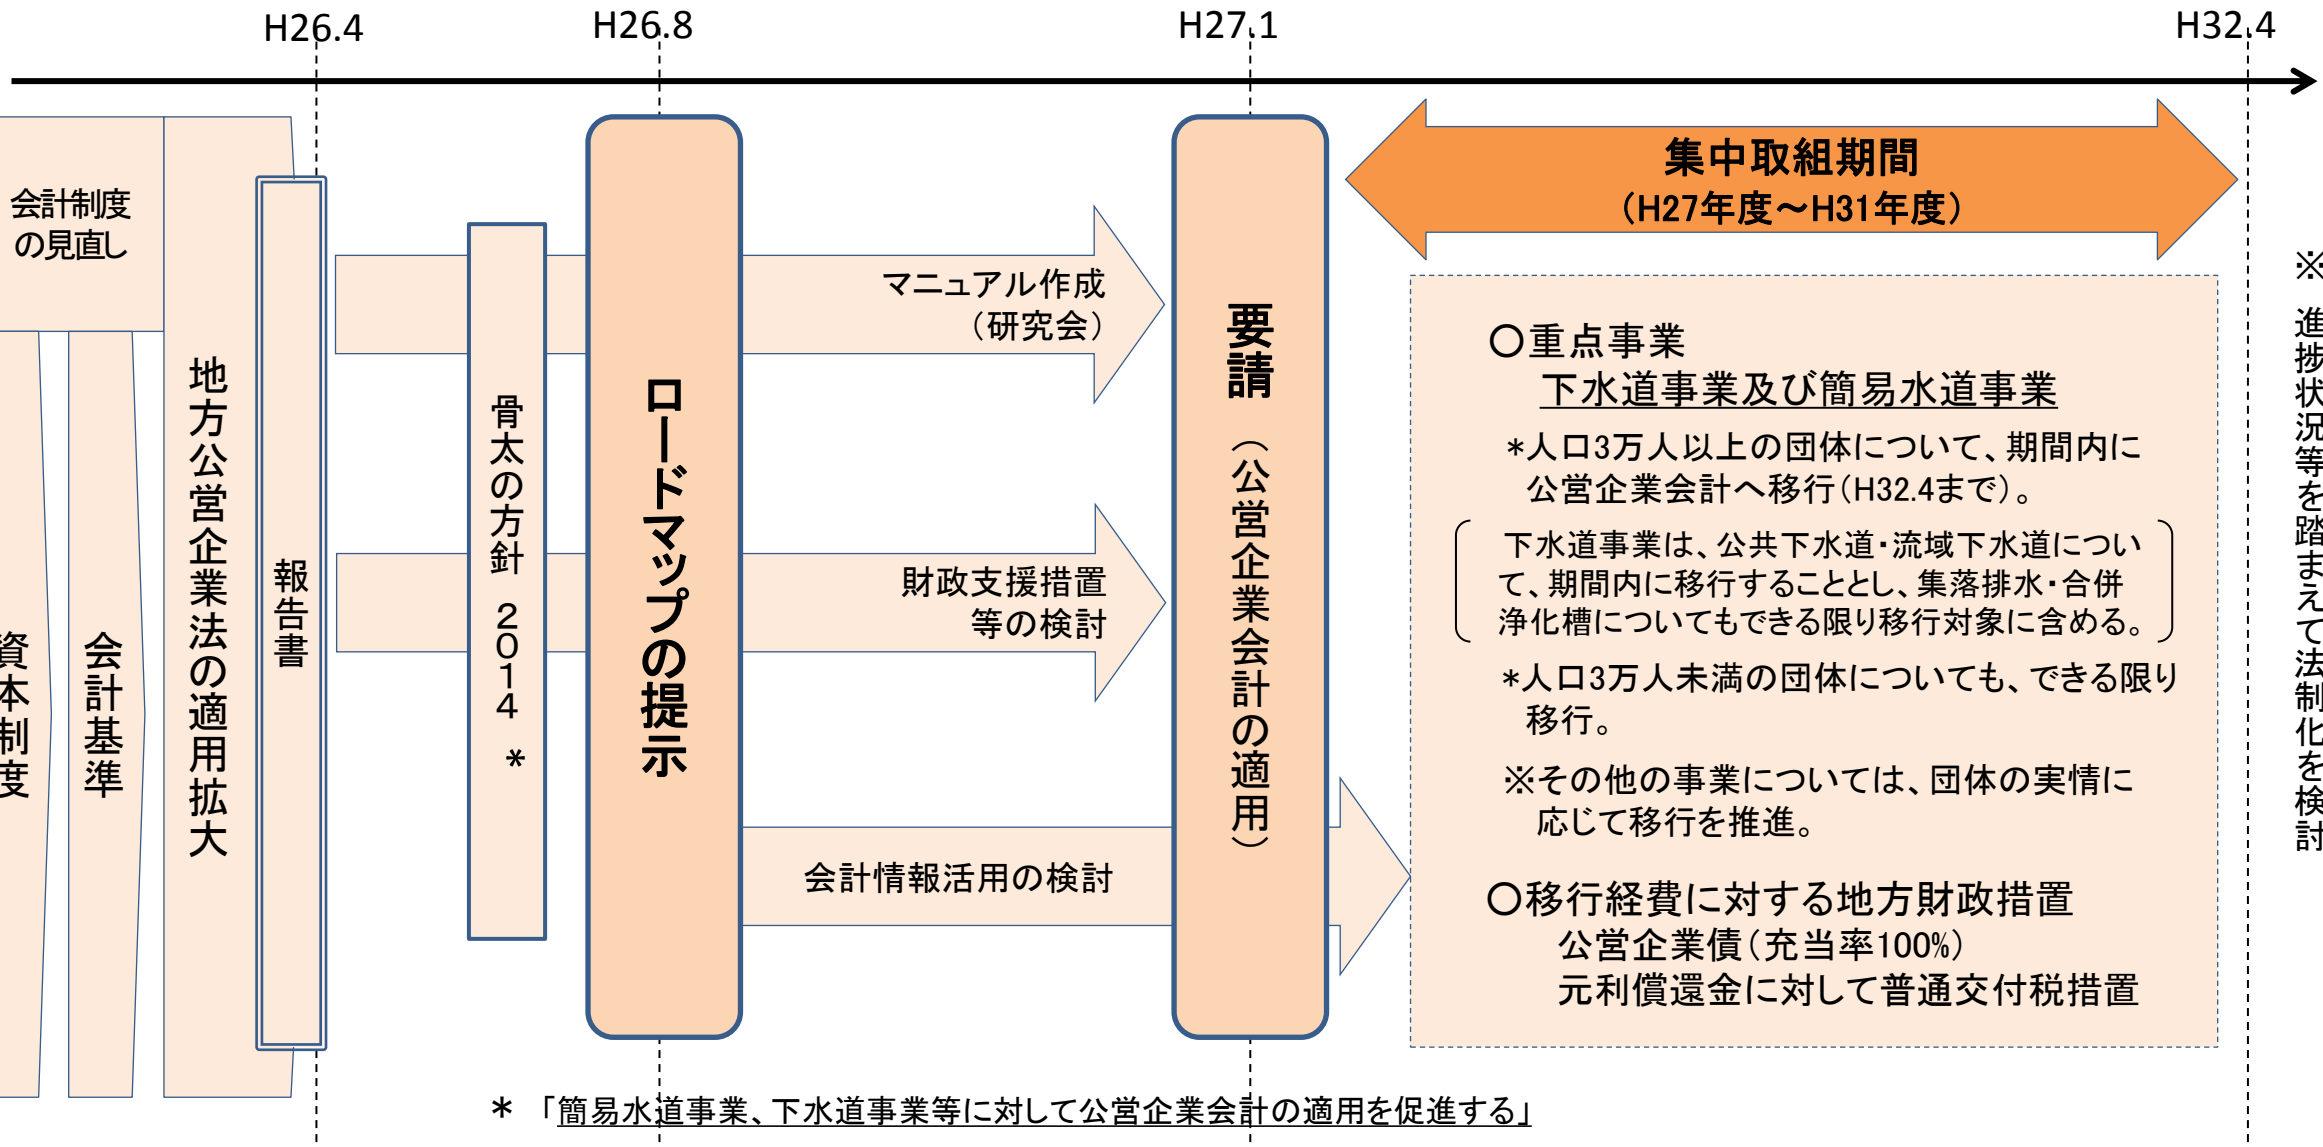 H26.4
H26.8
H27.1
H32.4
会計制度
の見直し
資本制度
会計基準
地方公営企業法の適用拡大
報告書
骨太の方針 2014 *
ロードマップの提示
マニュアル作成
(研究会)
財政支援措置
等の検討
会計情報活用の検討
要請(公営企業会計の適用)
集中取組期間
(H27年度～H31年度)
○重点事業
下水道事業及び簡易水道事業
*人口3万人以上の団体について、期間内に
公営企業会計へ移行(H32.4まで)。
下水道事業は、公共下水道・流域下水道につい
て、期間内に移行することとし、集落排水・合併
浄化槽についてもできる限り移行対象に含める。
*人口3万人未満の団体についても、できる限り
移行。
※その他の事業については、団体の実情に
応じて移行を推進。
○移行経費に対する地方財政措置
公営企業債(充当率100%)
元利償還金に対して普通交付税措置
※ 進捗状況等を踏まえて法制化を検討
* 「簡易水道事業、下水道事業等に対して公営企業会計の適用を促進する」